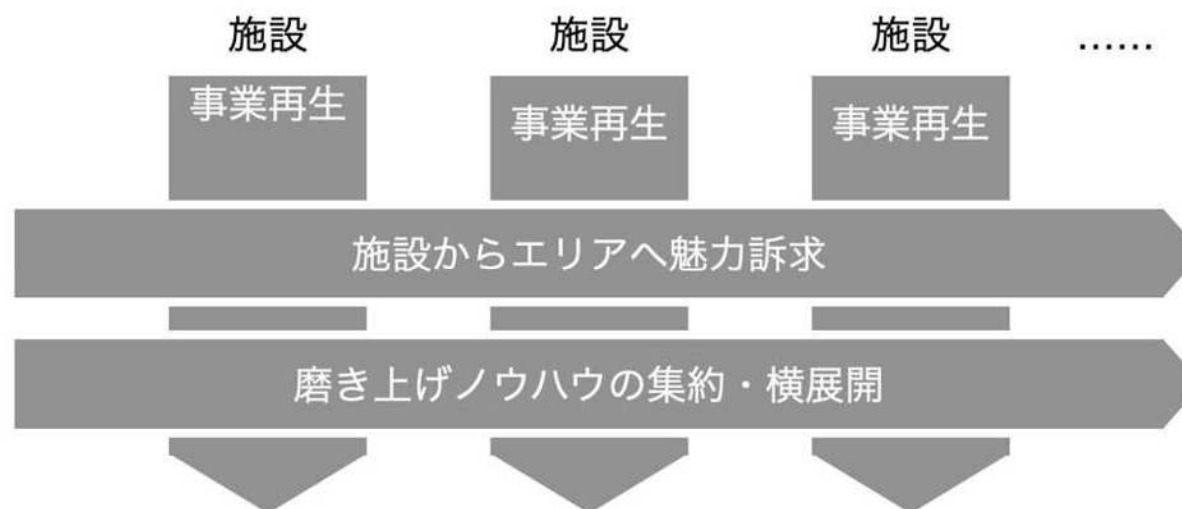 施設 施設 施設 ......
事業再生 事業再生 事業再生
施設からエリアへ魅力訴求
磨き上げノウハウの集約・横展開